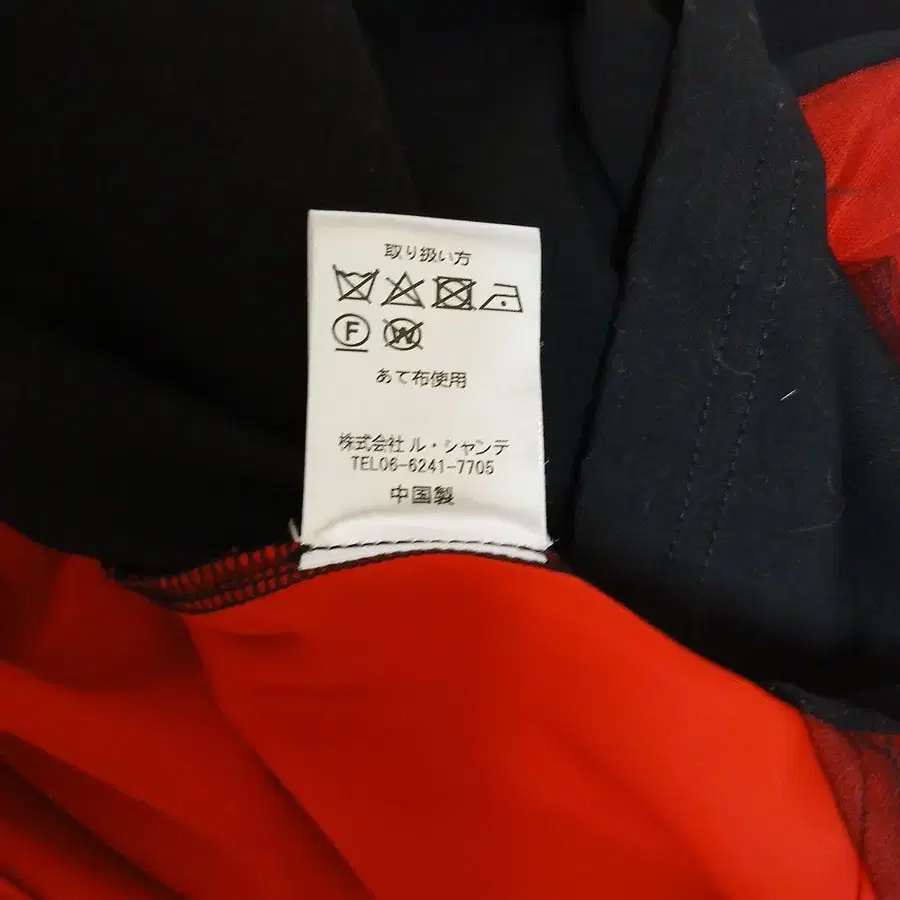 取り扱い方
F
W
あて布使用
株式会社 ル・シャンテ
TEL06-6241-7705
中国製